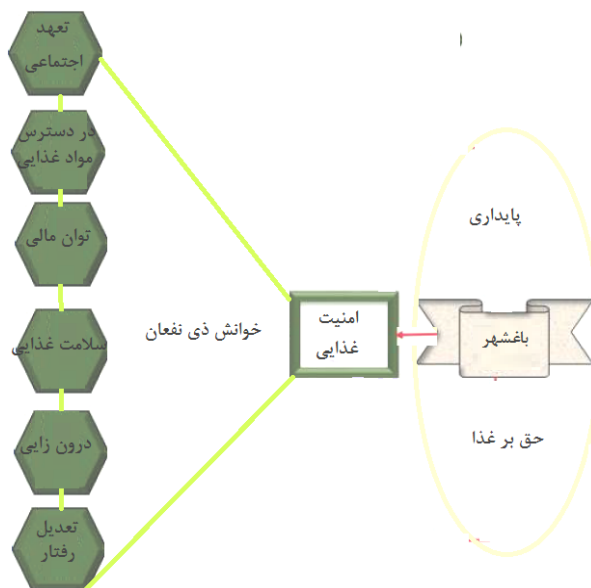 تعهد
اجتماعی
در دسترس
مواد غذایی
توان مالی
سلامت غذایی
درون زایی
تعدیل
رفتار
خوانش ذی نفعان
امنیت
غذایی
پایداری
باغشهر
حق بر غذا